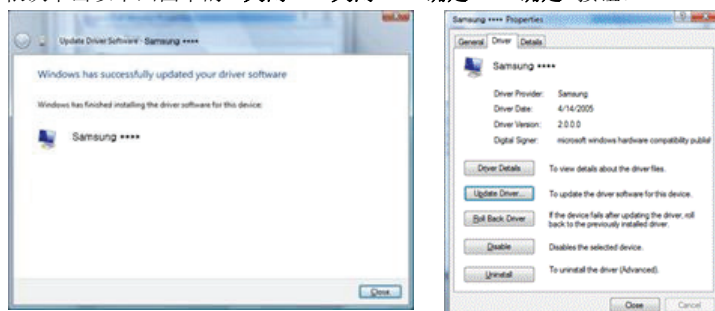 Update Driver Software - Samsung ****
Windows has successfully updated your driver software
Windows has finished installing the driver software for this device:
Samsung ****
Close
Samsung **** Properties
General Driver Details
Samsung ****
Driver Provider: Samsung
Driver Date: 4/14/2005
Driver Version: 2.0.0.0
Digital Signer: microsoft windows hardware compatibility publis
Driver Details To view details about the driver files.
Update Driver... To update the driver software for this device.
Roll Back Driver If the device fails after updating the driver, roll
back to the previously installed driver.
Disable Disables the selected device.
Uninstall To uninstall the driver (Advanced).
Close Cancel